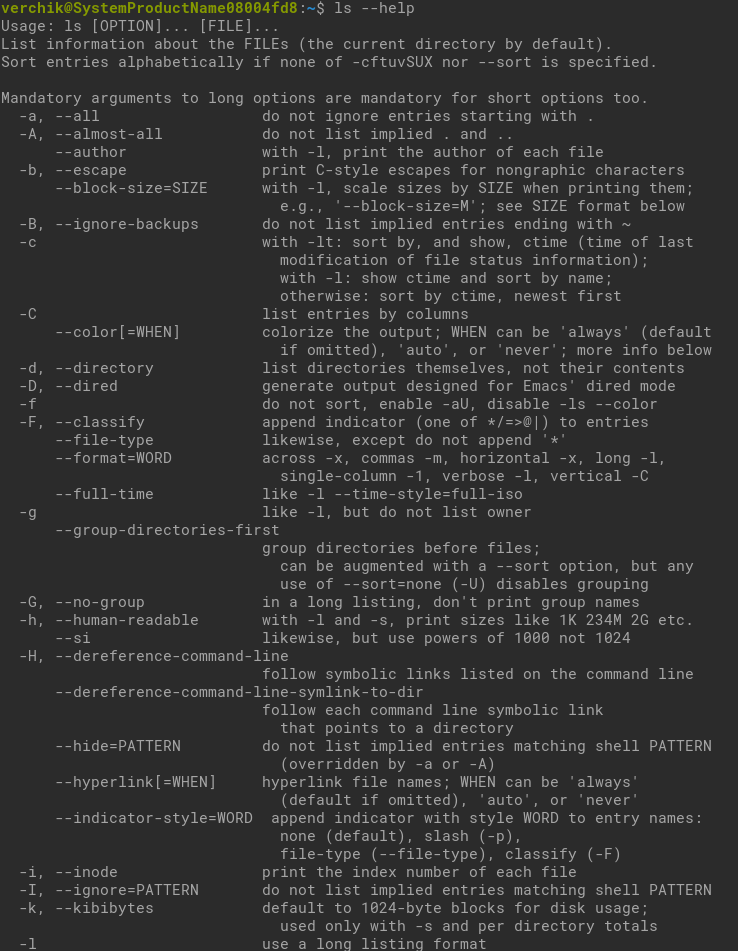 verchik@SystemProductName08004fd8:~$ ls --help
Usage: ls [OPTION]... [FILE]...
List information about the FILEs (the current directory by default).
Sort entries alphabetically if none of -cftuvSUX nor --sort is specified.

Mandatory arguments to long options are mandatory for short options too.
  -a, --all                  do not ignore entries starting with .
  -A, --almost-all           do not list implied . and ..
      --author               with -l, print the author of each file
  -b, --escape               print C-style escapes for nongraphic characters
      --block-size=SIZE      with -l, scale sizes by SIZE when printing them;
                               e.g., '--block-size=M'; see SIZE format below
  -B, --ignore-backups       do not list implied entries ending with ~
  -c                         with -lt: sort by, and show, ctime (time of last
                               modification of file status information);
                               with -l: show ctime and sort by name;
                               otherwise: sort by ctime, newest first
  -C                         list entries by columns
      --color[=WHEN]         colorize the output; WHEN can be 'always' (default
                               if omitted), 'auto', or 'never'; more info below
  -d, --directory            list directories themselves, not their contents
  -D, --dired                generate output designed for Emacs' dired mode
  -f                         do not sort, enable -aU, disable -ls --color
  -F, --classify             append indicator (one of */=>@|) to entries
      --file-type            likewise, except do not append '*'
      --format=WORD          across -x, commas -m, horizontal -x, long -l,
                               single-column -1, verbose -l, vertical -C
      --full-time            like -l --time-style=full-iso
  -g                         like -l, but do not list owner
      --group-directories-first
                             group directories before files;
                               can be augmented with a --sort option, but any
                               use of --sort=none (-U) disables grouping
  -G, --no-group             in a long listing, don't print group names
  -h, --human-readable       with -l and -s, print sizes like 1K 234M 2G etc.
      --si                   likewise, but use powers of 1000 not 1024
  -H, --dereference-command-line
                             follow symbolic links listed on the command line
      --dereference-command-line-symlink-to-dir
                             follow each command line symbolic link
                               that points to a directory
      --hide=PATTERN         do not list implied entries matching shell PATTERN
                               (overridden by -a or -A)
      --hyperlink[=WHEN]     hyperlink file names; WHEN can be 'always'
                               (default if omitted), 'auto', or 'never'
      --indicator-style=WORD  append indicator with style WORD to entry names:
                               none (default), slash (-p),
                               file-type (--file-type), classify (-F)
  -i, --inode                print the index number of each file
  -I, --ignore=PATTERN       do not list implied entries matching shell PATTERN
  -k, --kibibytes            default to 1024-byte blocks for disk usage;
                               used only with -s and per directory totals
  -l                         use a long listing format